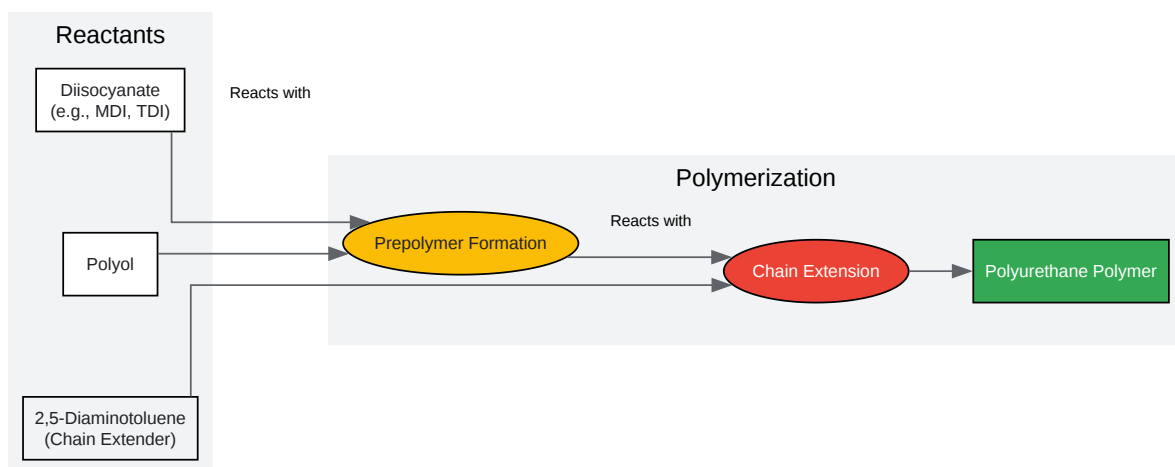 Reactants
Diisocyanate
(e.g., MDI, TDI)
Reacts with
Polymerization
Reacts with
Prepolymer Formation
Polyol
Chain Extension
Polyurethane Polymer
2,5-Diaminotoluene
(Chain Extender)